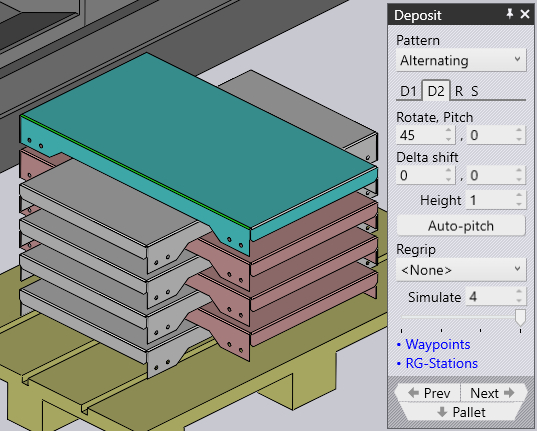 Deposit
Pattern
Alternating
D1 D2 R S
Rotate, Pitch
45 , 0
Delta shift
0 , 0
Height 1
Auto-pitch
Regrip
<None>
Simulate 4
• Waypoints
• RG-Stations
Prev Next
Pallet